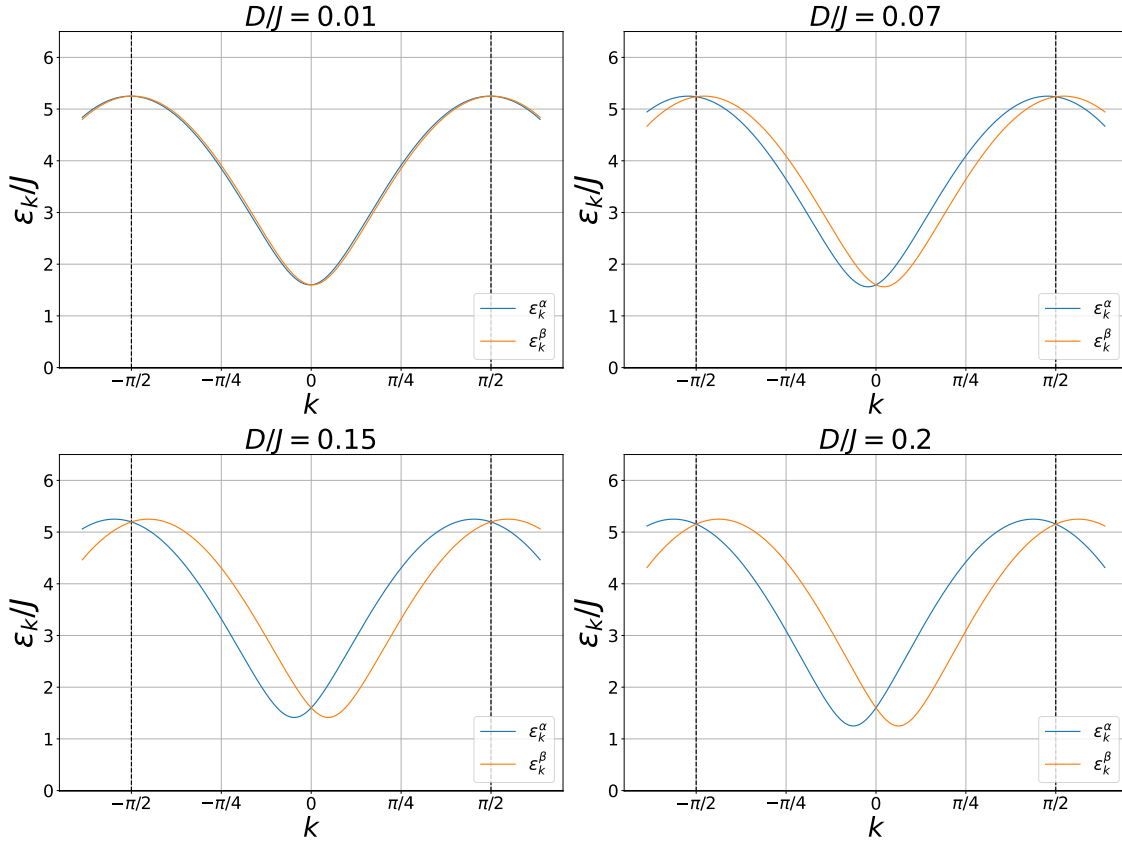 D/J = 0.01
6
5
4
3
2
1
0
ε_k/J
−π/2
−π/4
0
π/4
π/2
k
ε_k^α
ε_k^β
D/J = 0.07
6
5
4
3
2
1
0
ε_k/J
−π/2
−π/4
0
π/4
π/2
k
ε_k^α
ε_k^β
D/J = 0.15
6
5
4
3
2
1
0
ε_k/J
−π/2
−π/4
0
π/4
π/2
k
ε_k^α
ε_k^β
D/J = 0.2
6
5
4
3
2
1
0
ε_k/J
−π/2
−π/4
0
π/4
π/2
k
ε_k^α
ε_k^β